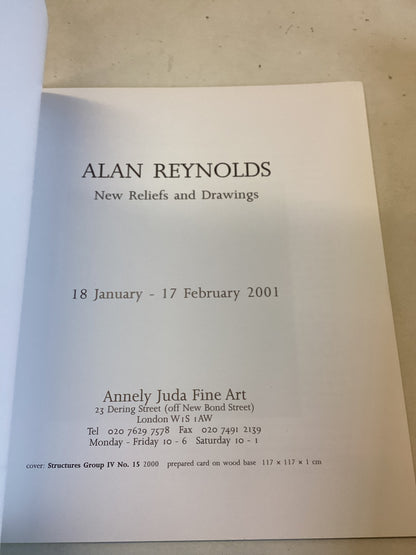 ALAN REYNOLDS
New Reliefs and Drawings
18 January - 17 February 2001
Annely Juda Fine Art
23 Dering Street (off New Bond Street)
London W1S 1AW
Tel 020 7629 7578 Fax 020 7491 2139
Monday - Friday 10 - 6 Saturday 10 - 1
cover: Structures Group IV No. 15 2000 prepared card on wood base 117 × 117 × 1 cm